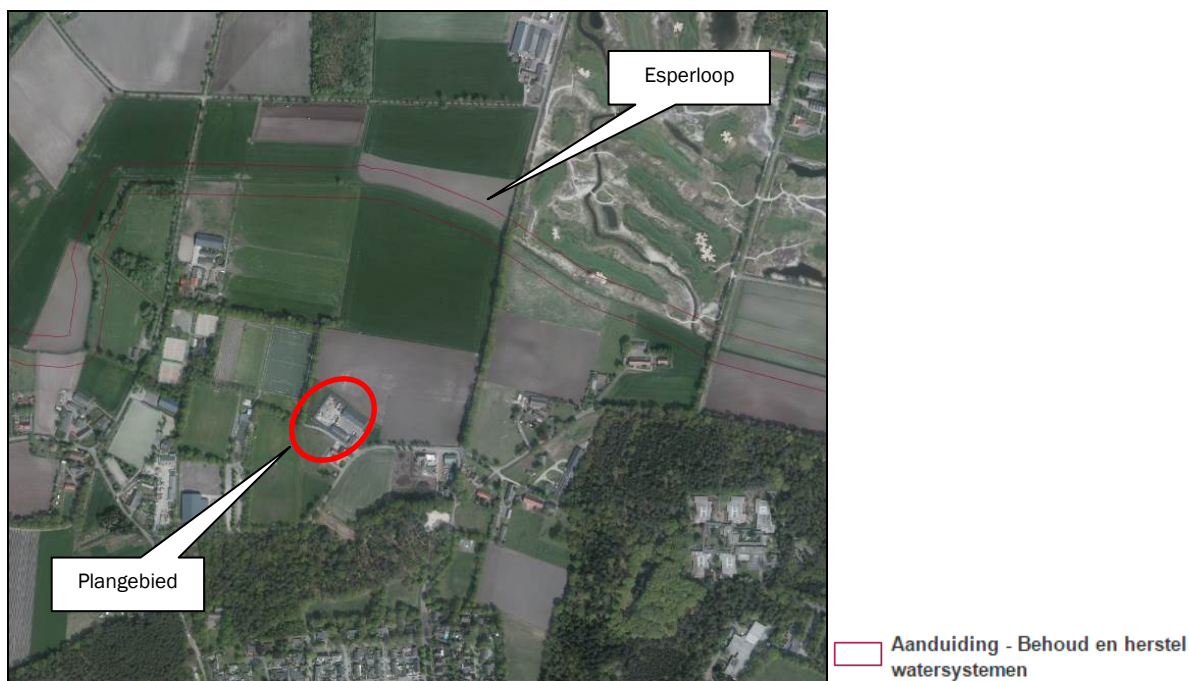 Esperloop
Plangebied
Aanduiding - Behoud en herstel
watersystemen